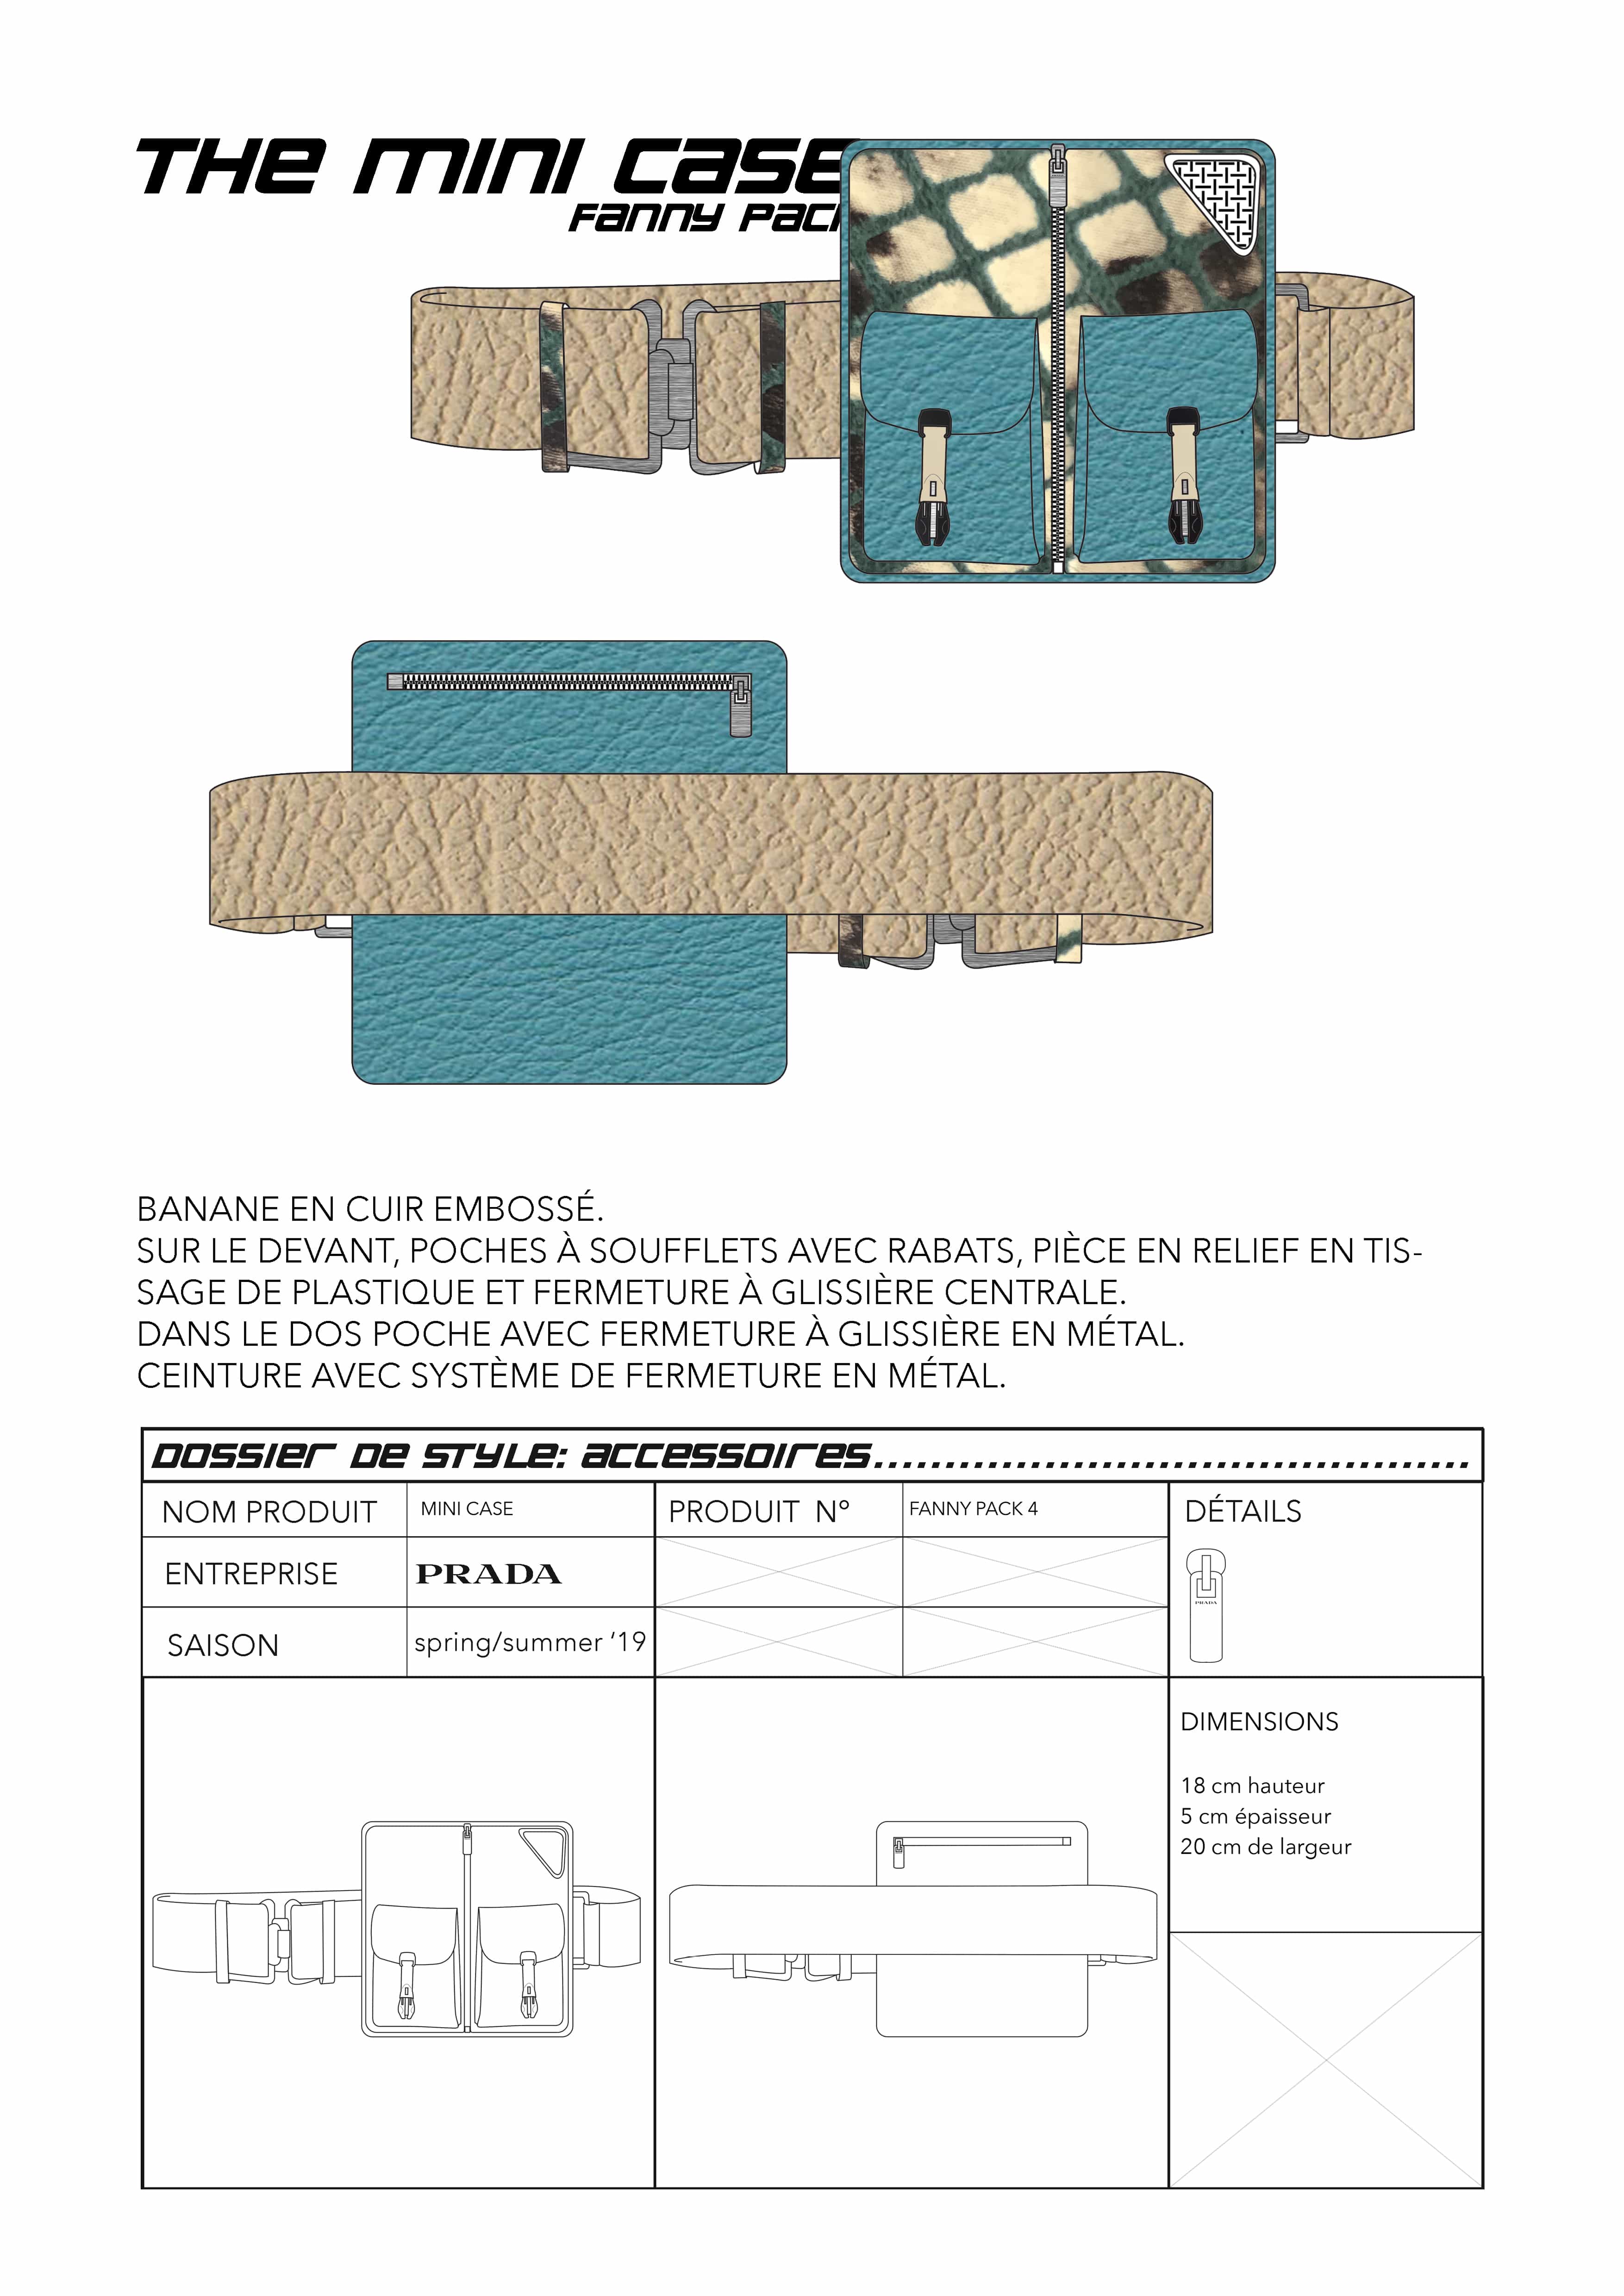 THE MINI CASE
FANNY PAC
BANANE EN CUIR EMBOSSÉ.
SUR LE DEVANT, POCHES À SOUFFLETS AVEC RABATS, PIÈCE EN RELIEF EN TIS-
SAGE DE PLASTIQUE ET FERMETURE À GLISSIÈRE CENTRALE.
DANS LE DOS POCHE AVEC FERMETURE À GLISSIÈRE EN MÉTAL.
CEINTURE AVEC SYSTÈME DE FERMETURE EN MÉTAL.
DOSSIER DE STYLE: ACCESSOIRES..........................................
NOM PRODUIT MINI CASE PRODUIT N° FANNY PACK 4 DÉTAILS
ENTREPRISE PRADA
PRADA
SAISON spring/summer ‘19
DIMENSIONS
18 cm hauteur
5 cm épaisseur
20 cm de largeur